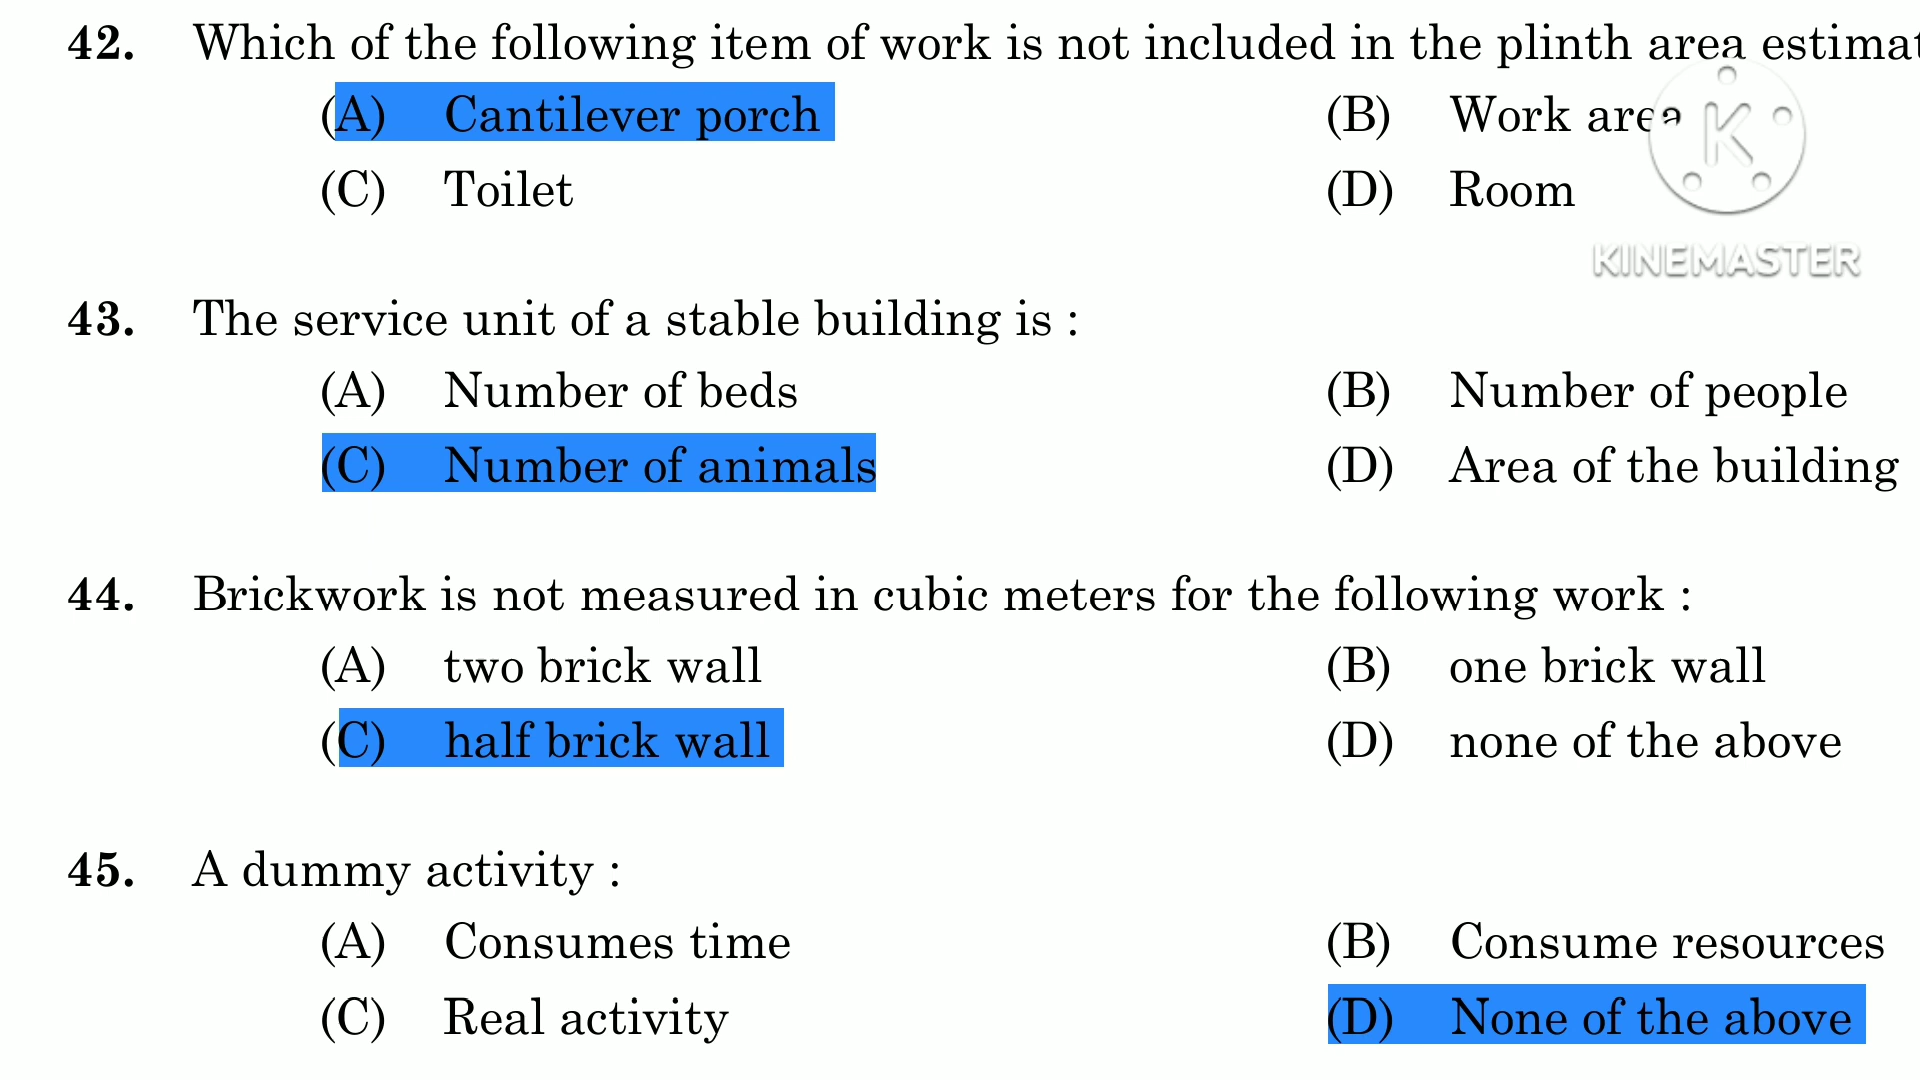 42. Which of the following item of work is not included in the plinth area estimat
(A) Cantilever porch (B) Work area
(C) Toilet (D) Room
KINEMASTER
43. The service unit of a stable building is :
(A) Number of beds (B) Number of people
(C) Number of animals (D) Area of the building
44. Brickwork is not measured in cubic meters for the following work :
(A) two brick wall (B) one brick wall
(C) half brick wall (D) none of the above
45. A dummy activity :
(A) Consumes time (B) Consume resources
(C) Real activity (D) None of the above